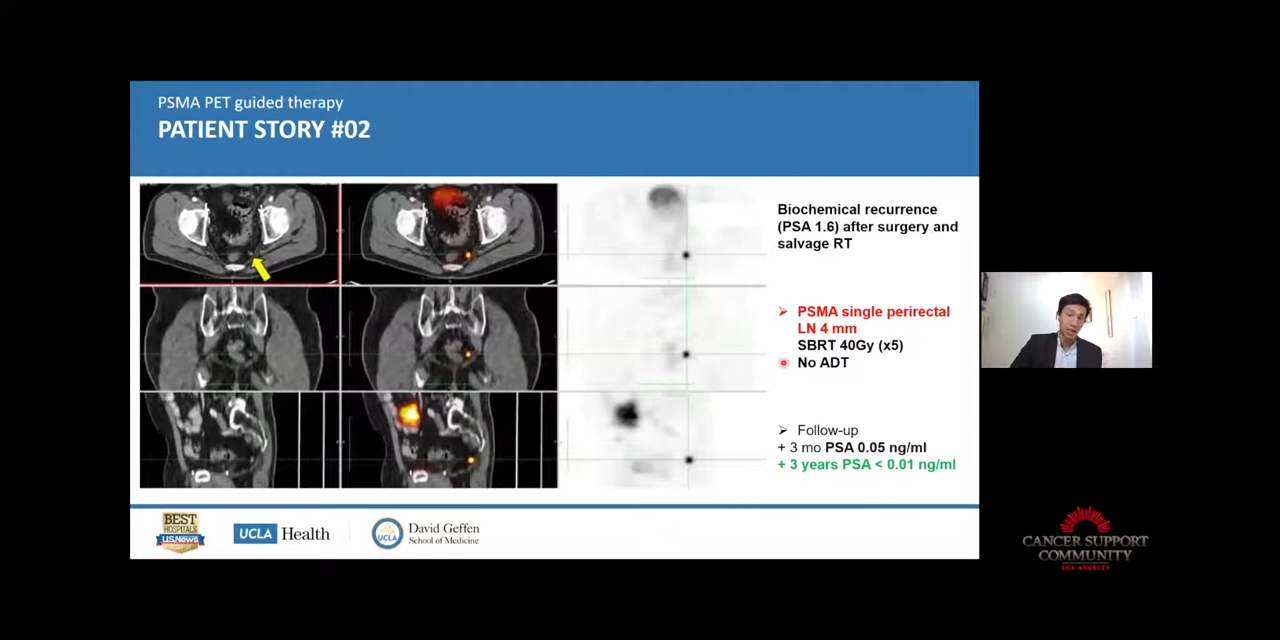 PSMA PET guided therapy
PATIENT STORY #02
Biochemical recurrence
(PSA 1.6) after surgery and
salvage RT
➢ PSMA single perirectal
LN 4 mm
SBRT 40Gy (x5)
No ADT
➢ Follow-up
+ 3 mo PSA 0.05 ng/ml
+ 3 years PSA < 0.01 ng/ml
BEST
HOSPITALS
U.S.News
UCLA Health
UCLA
David Geffen
School of Medicine
CANCER SUPPORT
COMMUNITY
LOS ANGELES